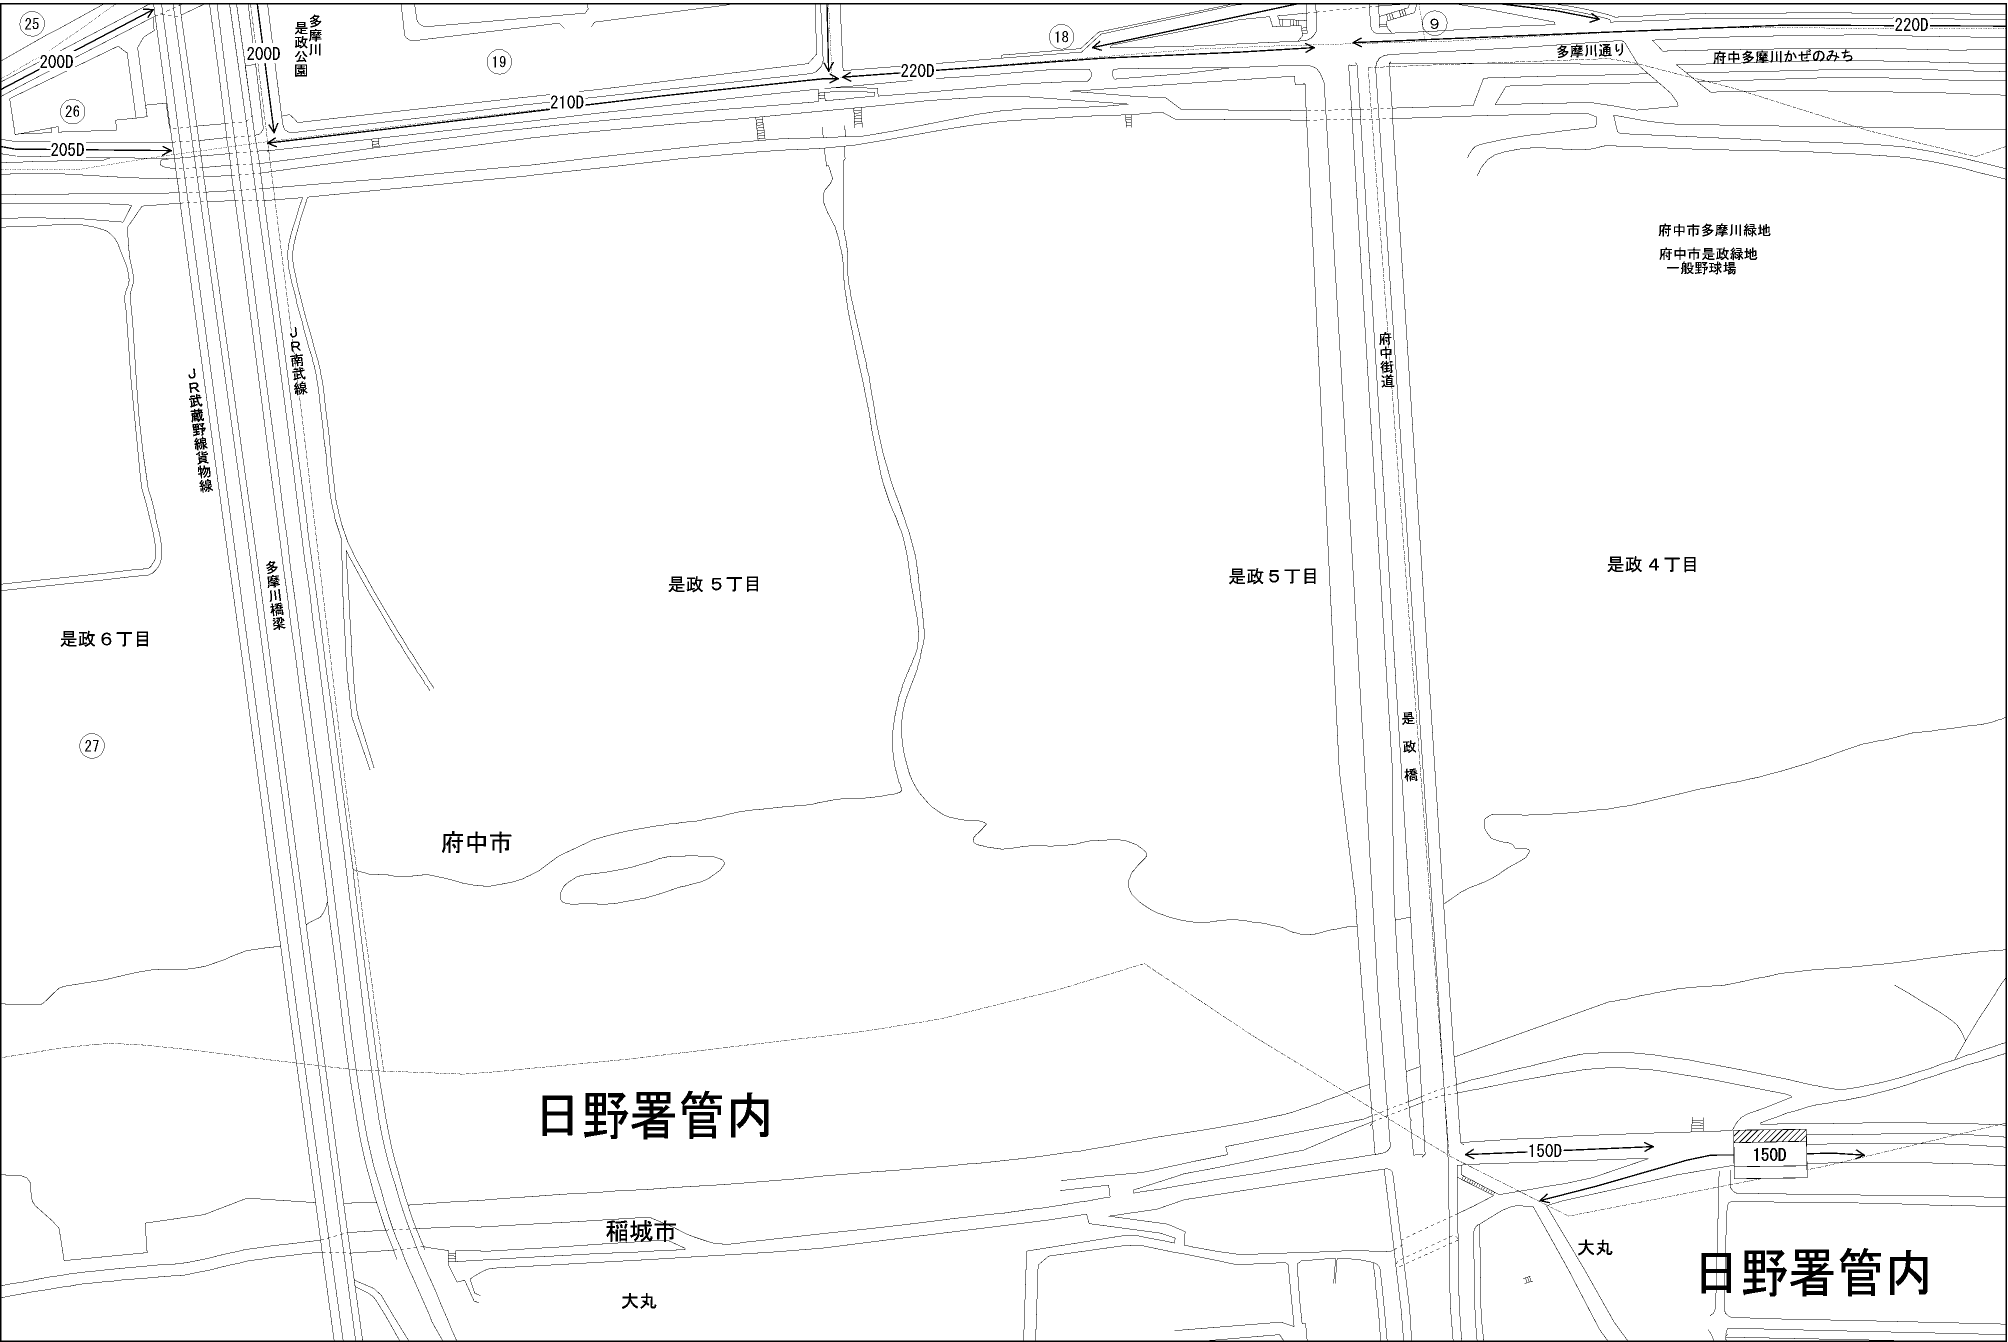 25
200D
26
205D
200D
多摩川
是政公園
19
210D
220D
18
9
220D
多摩川通り
府中多摩川かぜのみち
府中市多摩川緑地
府中市是政緑地
一般野球場
JR南武線
JR武蔵野線貨物線
府中街道
多摩川橋梁
是政5丁目
是政5丁目
是政4丁目
是政6丁目
27
是政橋
府中市
日野署管内
150D
150D
稲城市
大丸
大丸
日野署管内